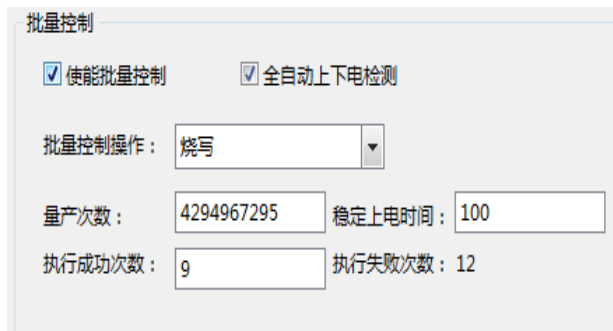 批量控制
使能批量控制 全自动上下电检测
批量控制操作： 烧写
量产次数： 4294967295 稳定上电时间： 100
执行成功次数： 9 执行失败次数： 12